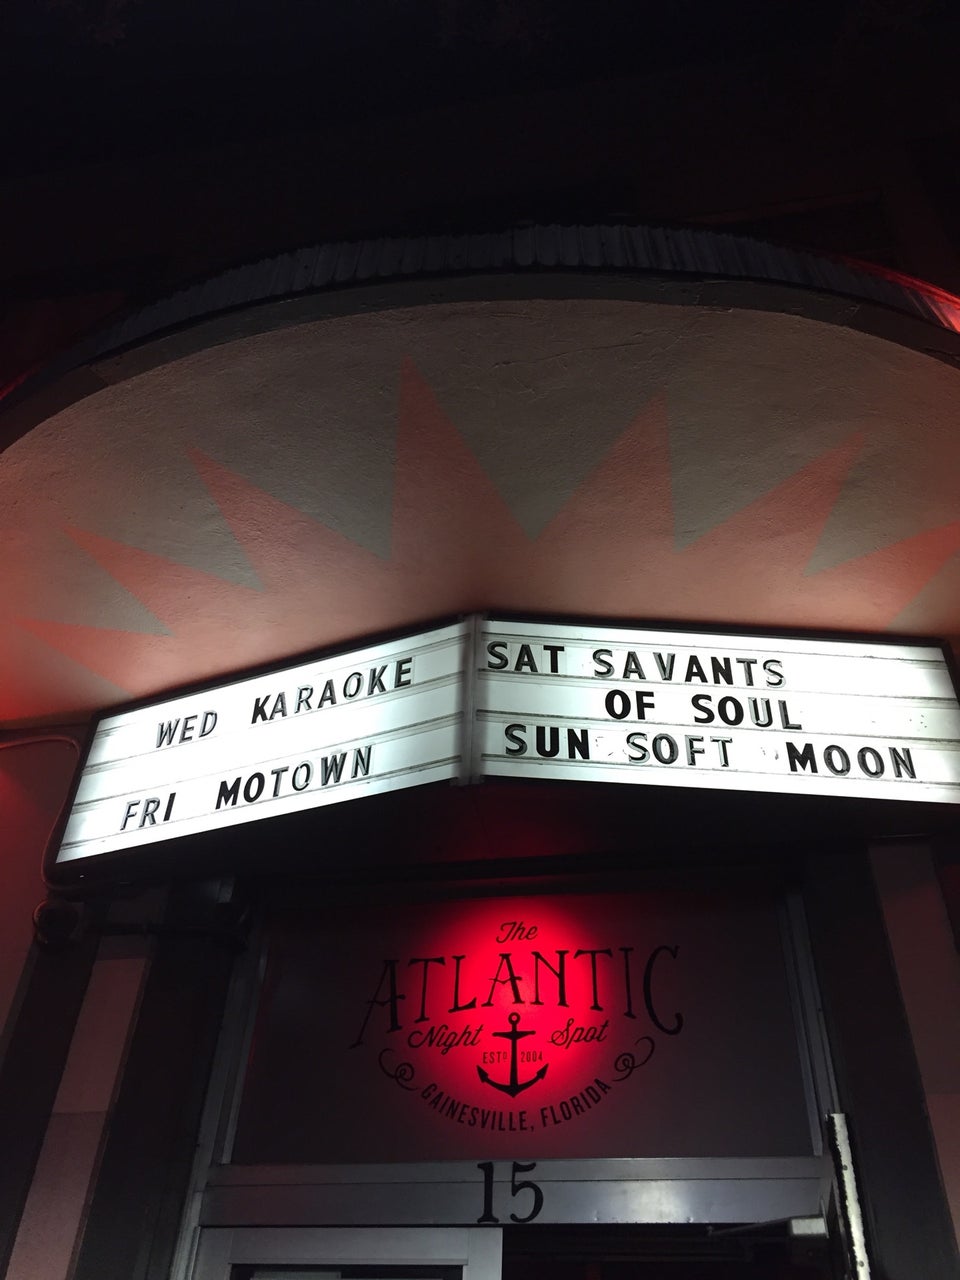 WED KARAOKE
FRI MOTOWN
SAT SAVANTS
OF SOUL
SUN SOFT MOON
The
ATLANTIC
Night Spot
ESTD 2004
GAINESVILLE, FLORIDA
15